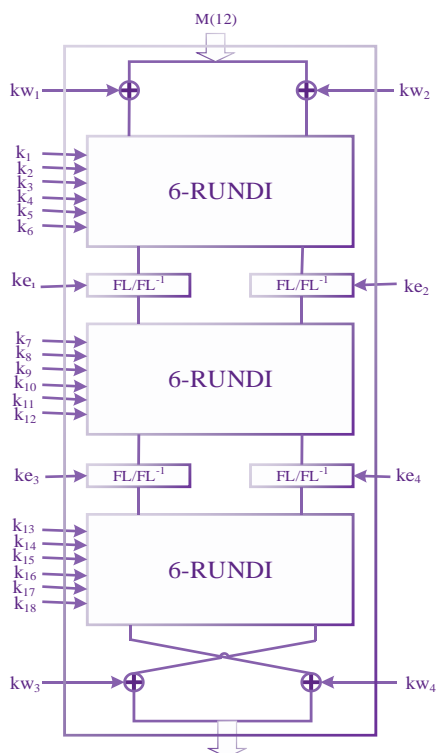 M(12)
kw₁
kw₂
k₁
k₂
k₃
k₄
k₅
k₆
6-RUNDI
ke₁
FL/FL⁻¹
FL/FL⁻¹
ke₂
k₇
k₈
k₉
k₁₀
k₁₁
k₁₂
6-RUNDI
ke₃
FL/FL⁻¹
FL/FL⁻¹
ke₄
k₁₃
k₁₄
k₁₅
k₁₆
k₁₇
k₁₈
6-RUNDI
kw₃
kw₄